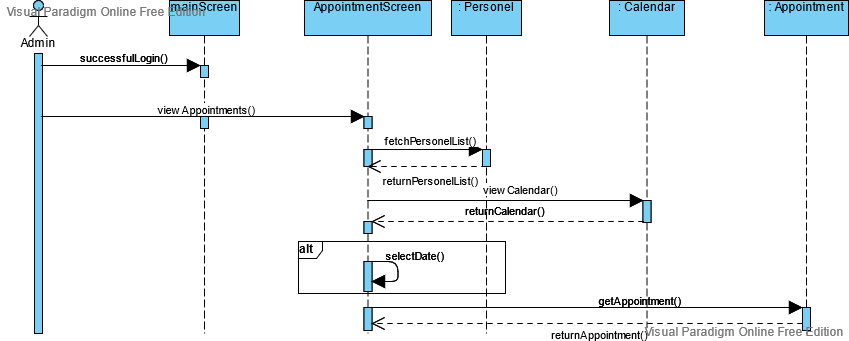 Visual Paradigm Online Free Edition
mainScreen
AppointmentScreen
: Personel
: Calendar
: Appointment
Admin
successfulLogin()
view Appointments()
fetchPersonelList()
returnPersonelList()
view Calendar()
returnCalendar()
alt
selectDate()
getAppointment()
returnAppointment()
Visual Paradigm Online Free Edition